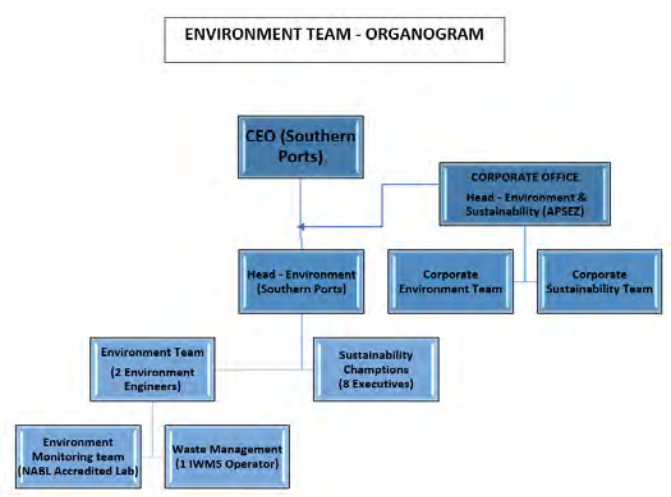 ENVIRONMENT TEAM - ORGANOGRAM
CEO (Southern
Ports)
CORPORATE OFFICE
Head - Environment &
Sustainability (APSEZ)
Head - Environment
(Southern Ports)
Corporate
Environment Team
Corporate
Sustainability Team
Environment Team
(2 Environment
Engineers)
Sustainability
Champtions
(8 Executives)
Environment
Monitoring team
(NABL Accredited Lab)
Waste Management
(1 IWMS Operator)